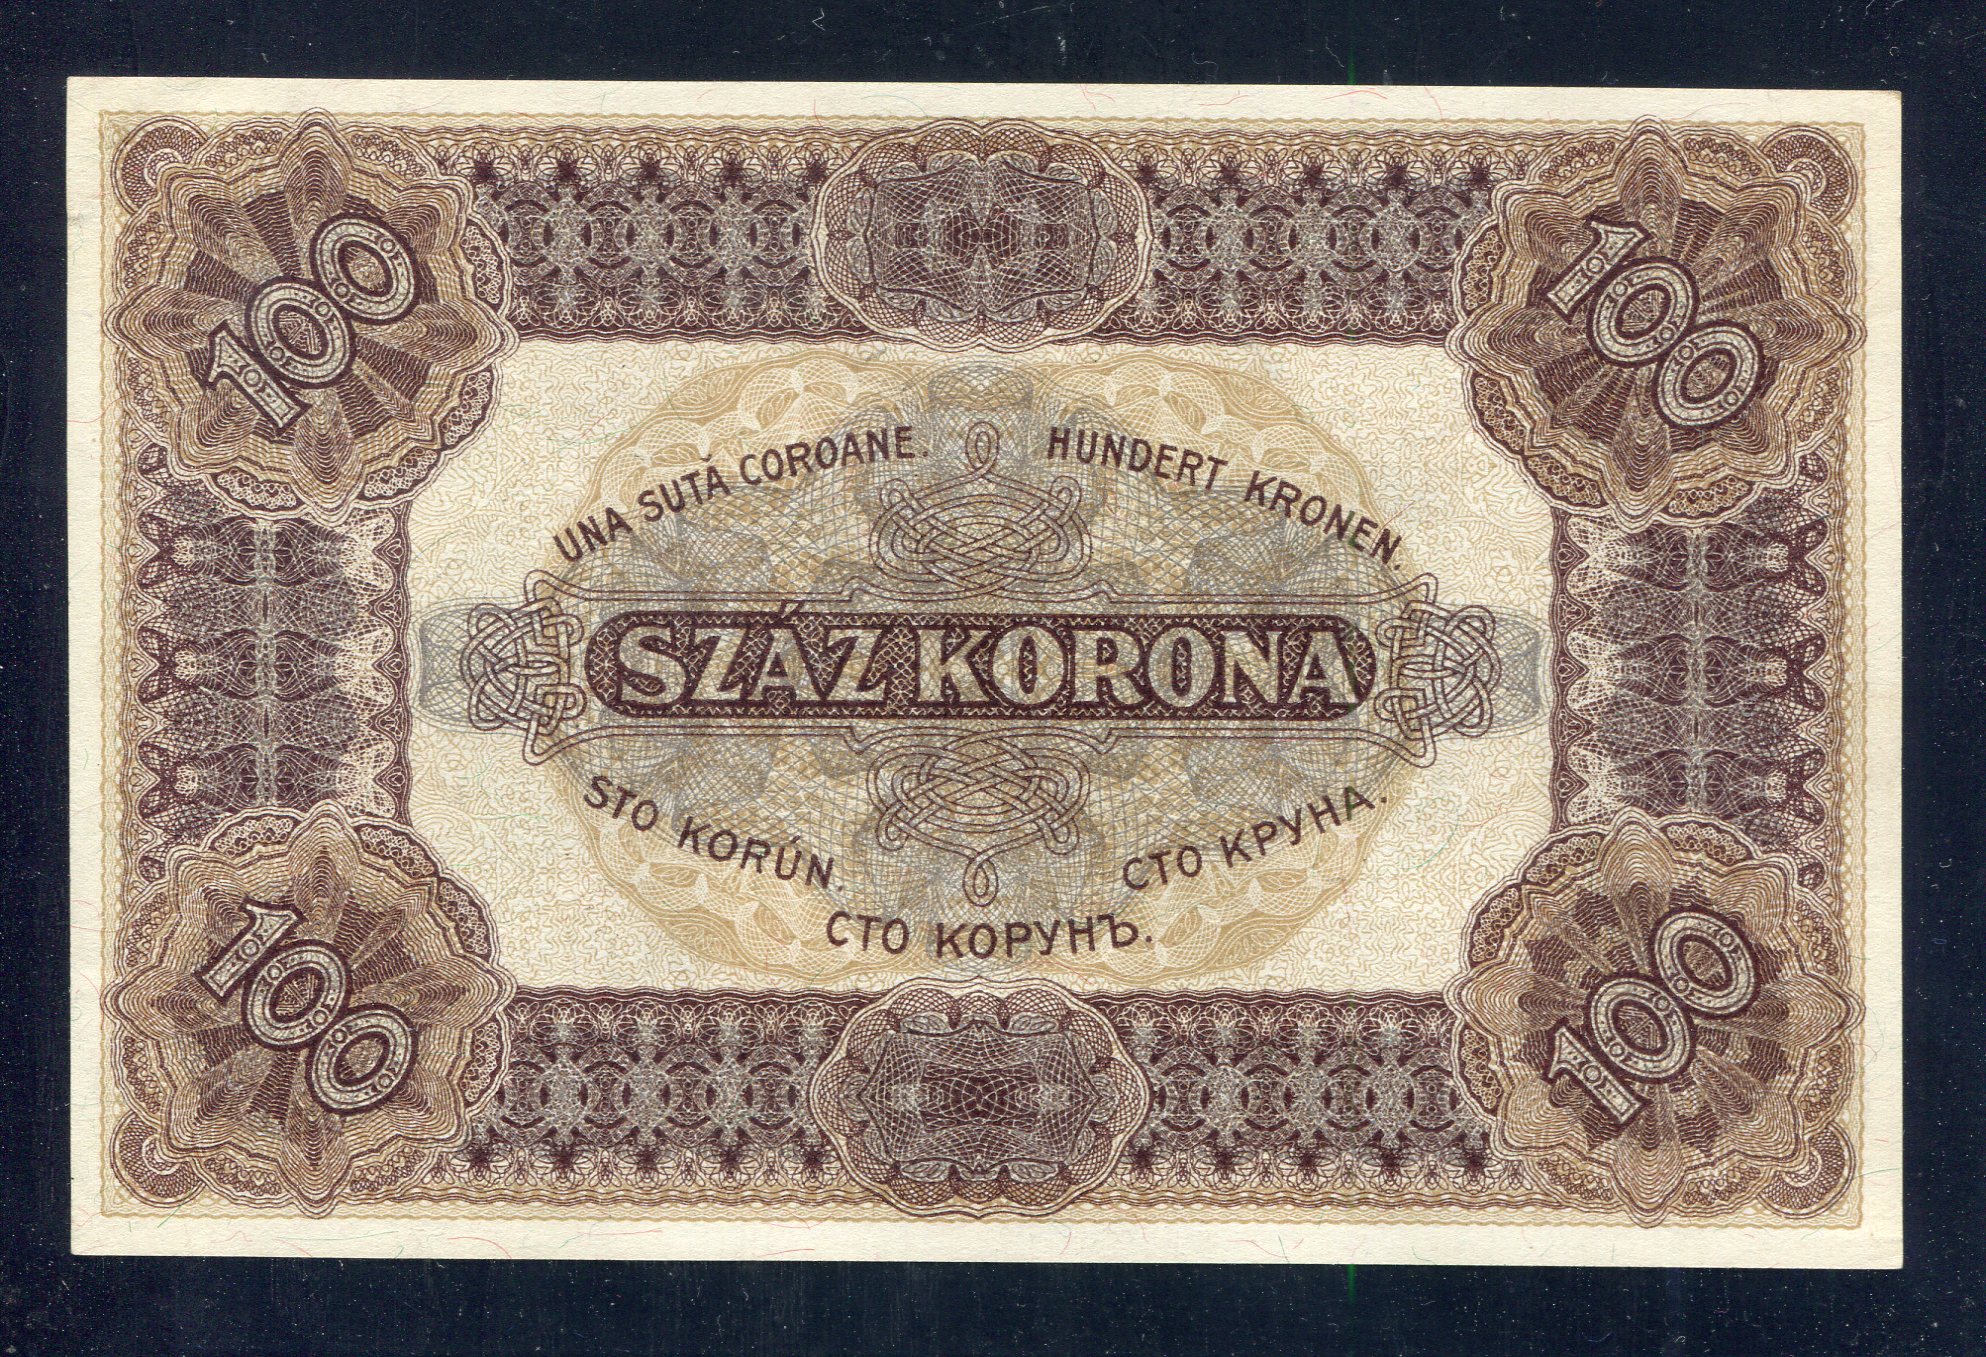 100
100
UNA SUTĂ COROANE.
HUNDERT KRONEN.
SZÁZ KORONA
STO KORÚN.
СТО КРУНА.
СТО КОРУНЪ.
100
100